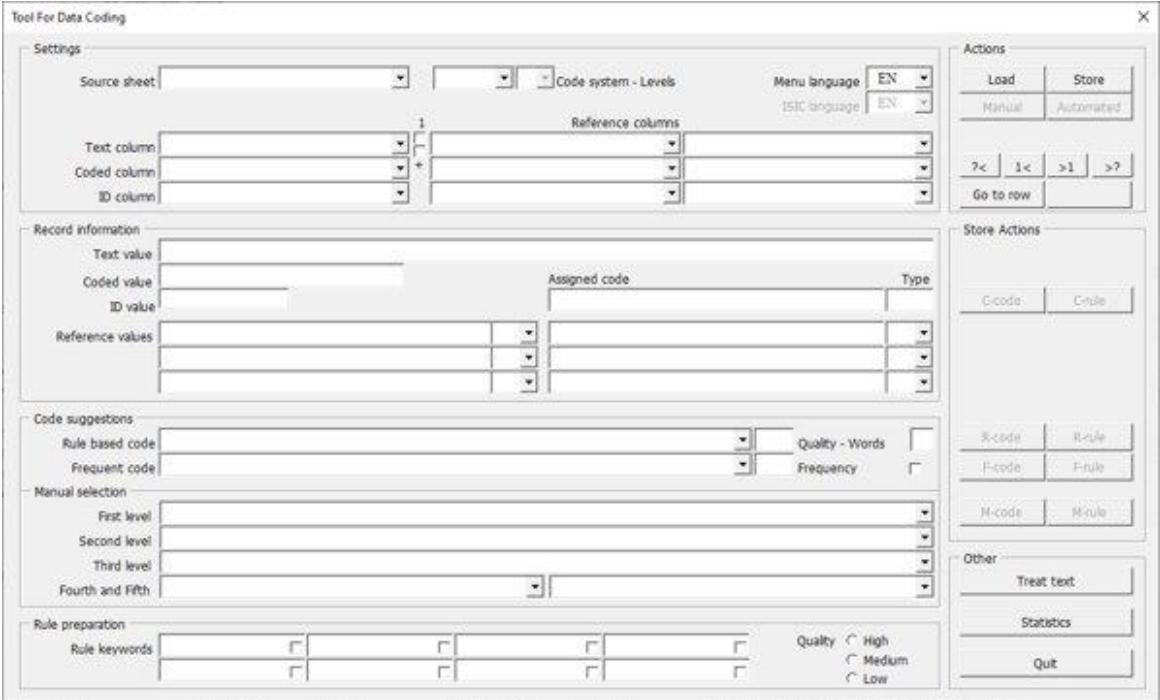 Tool For Data Coding
Settings
Source sheet
Code system - Levels
Menu language EN
ISIC language EN
1
Reference columns
Text column
+
Coded column
ID column
Actions
Load Store
Manual Automated
?< 1< >1 >?
Go to row
Record information
Text value
Coded value
Assigned code Type
ID value
Reference values
Store Actions
C-code C-rule
Code suggestions
Rule based code
Quality - Words
Frequent code
Frequency
R-code R-rule
F-code F-rule
Manual selection
First level
Second level
Third level
Fourth and Fifth
M-code M-rule
Other
Treat text
Statistics
Quit
Rule preparation
Rule keywords
Quality High
Medium
Low